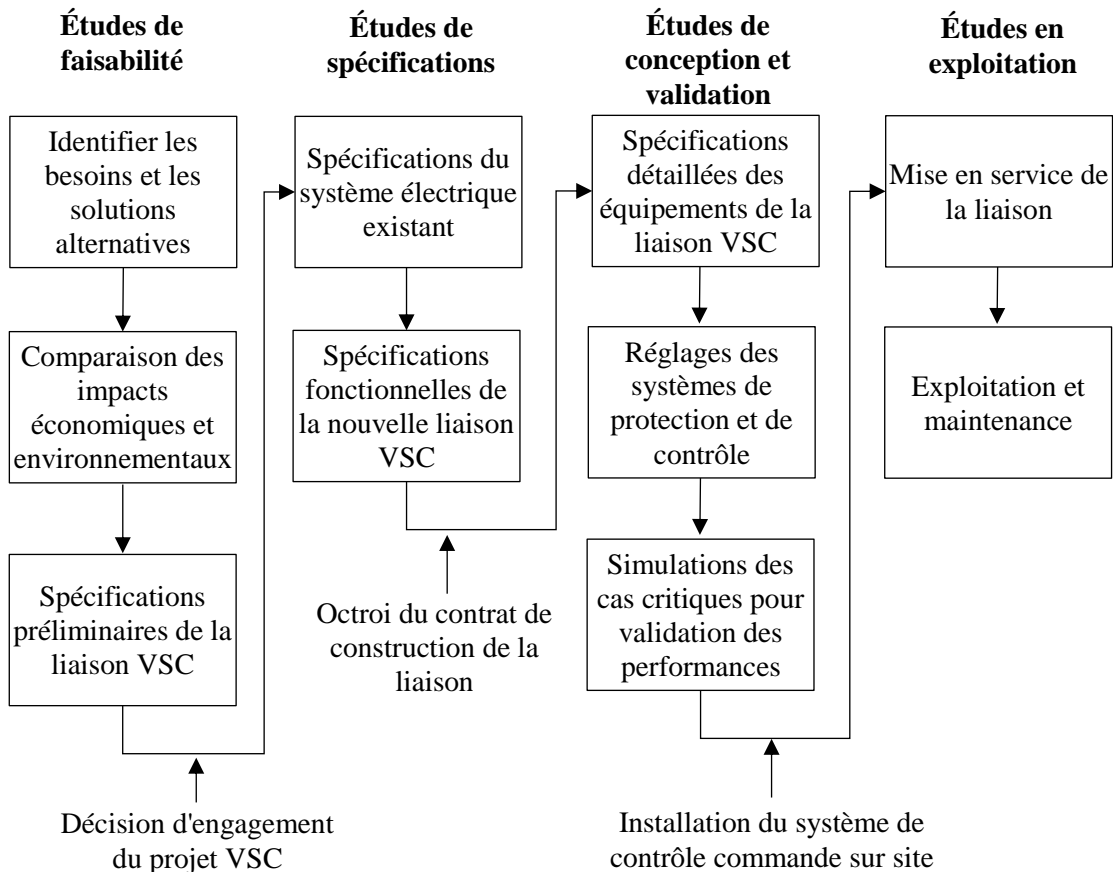 Études de
faisabilité
Identifier les
besoins et les
solutions
alternatives
Comparaison des
impacts
économiques et
environnementaux
Spécifications
préliminaires de la
liaison VSC
Décision d'engagement
du projet VSC
Études de
spécifications
Spécifications du
système électrique
existant
Spécifications
fonctionnelles de
la nouvelle liaison
VSC
Octroi du contrat de
construction de la
liaison
Études de
conception et
validation
Spécifications
détaillées des
équipements de la
liaison VSC
Réglages des
systèmes de
protection et de
contrôle
Simulations des
cas critiques pour
validation des
performances
Installation du système de
contrôle commande sur site
Études en
exploitation
Mise en service de
la liaison
Exploitation et
maintenance